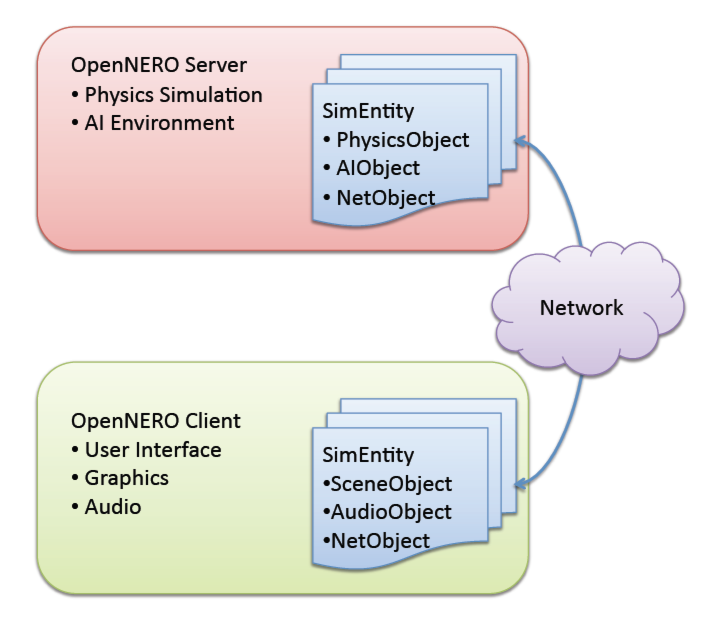 OpenNERO Server
• Physics Simulation
• AI Environment
SimEntity
• PhysicsObject
• AIObject
• NetObject
Network
OpenNERO Client
• User Interface
• Graphics
• Audio
SimEntity
•SceneObject
•AudioObject
•NetObject